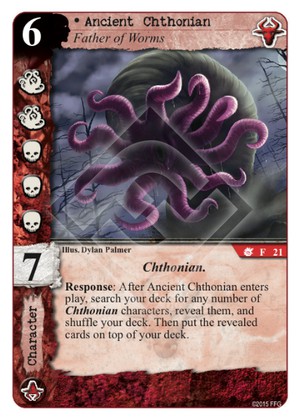 6
• Ancient Chthonian
Father of Worms
Illus. Dylan Palmer
F 21
7
Chthonian.
Response: After Ancient Chthonian enters
play, search your deck for any number of
Chthonian characters, reveal them, and
shuffle your deck. Then put the revealed
cards on top of your deck.
Character
©2015 FFG